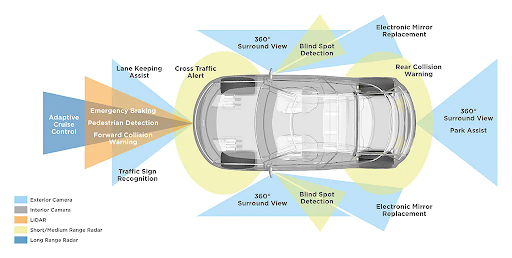 Electronic Mirror
Replacement
360°
Surround View
Blind Spot
Detection
Lane Keeping
Assist
Cross Traffic
Alert
Rear Collision
Warning
Adaptive
Cruise
Control
Emergency Braking
Pedestrian Detection
Forward Collision
Warning
360°
Surround View
Park Assist
Traffic Sign
Recognition
360°
Surround View
Blind Spot
Detection
Electronic Mirror
Replacement
Exterior Camera
Interior Camera
LiDAR
Short/Medium Range Radar
Long Range Radar